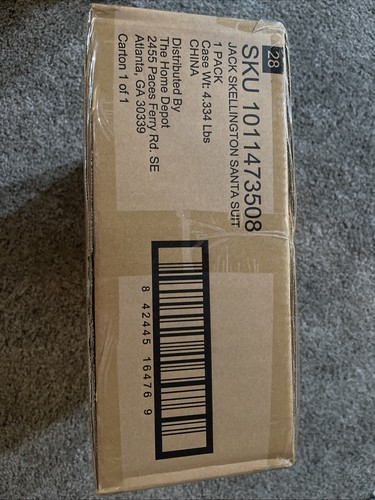 28
SKU 1011473508
JACK SKELLINGTON SANTA SUIT
1 PACK
Case Wt: 4.334 Lbs
CHINA
Distributed By
The Home Depot
2455 Paces Ferry Rd. SE
Atlanta, GA 30339
Carton 1 of 1
8 42445 16476 9